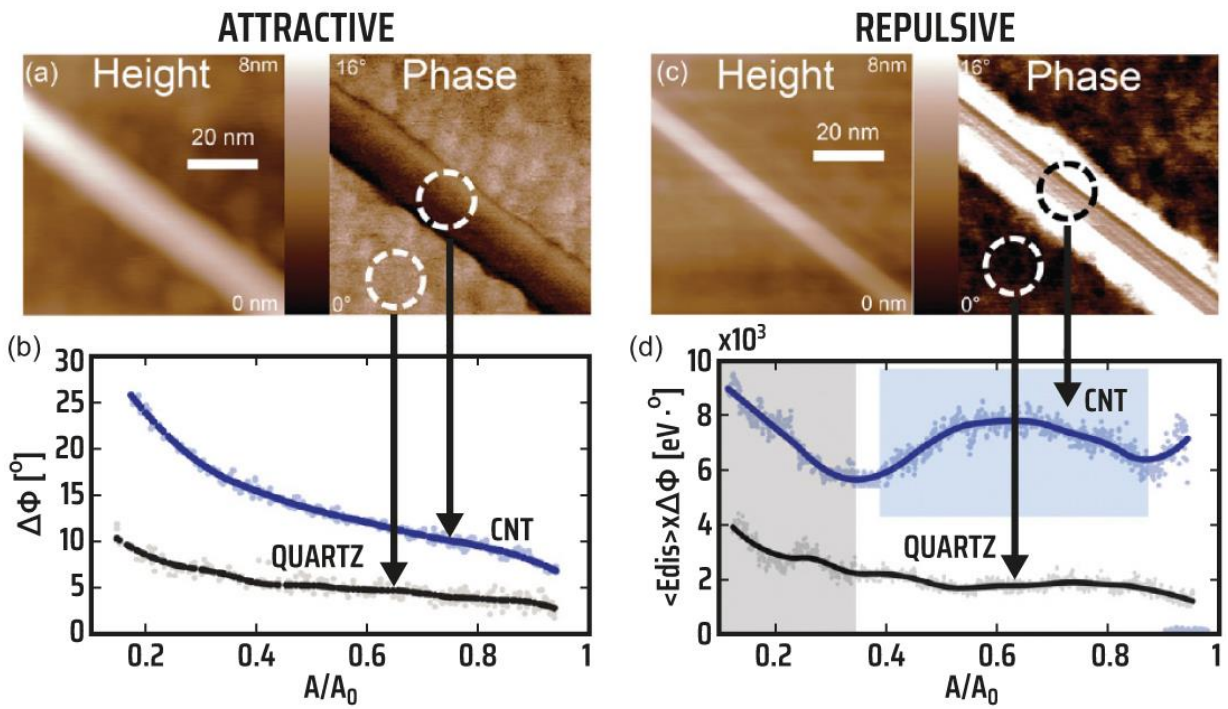 ATTRACTIVE
REPULSIVE
(a)
Height
8nm
20 nm
0 nm
16°
Phase
0°
(c)
Height
8nm
20 nm
0 nm
16°
Phase
0°
(b)
30
25
20
15
10
5
0
ΔΦ [º]
CNT
QUARTZ
0.2 0.4 0.6 0.8 1
A/A₀
(d)
x10³
10
8
6
4
2
0
<Edis>xΔΦ [eV · º]
CNT
QUARTZ
0.2 0.4 0.6 0.8 1
A/A₀